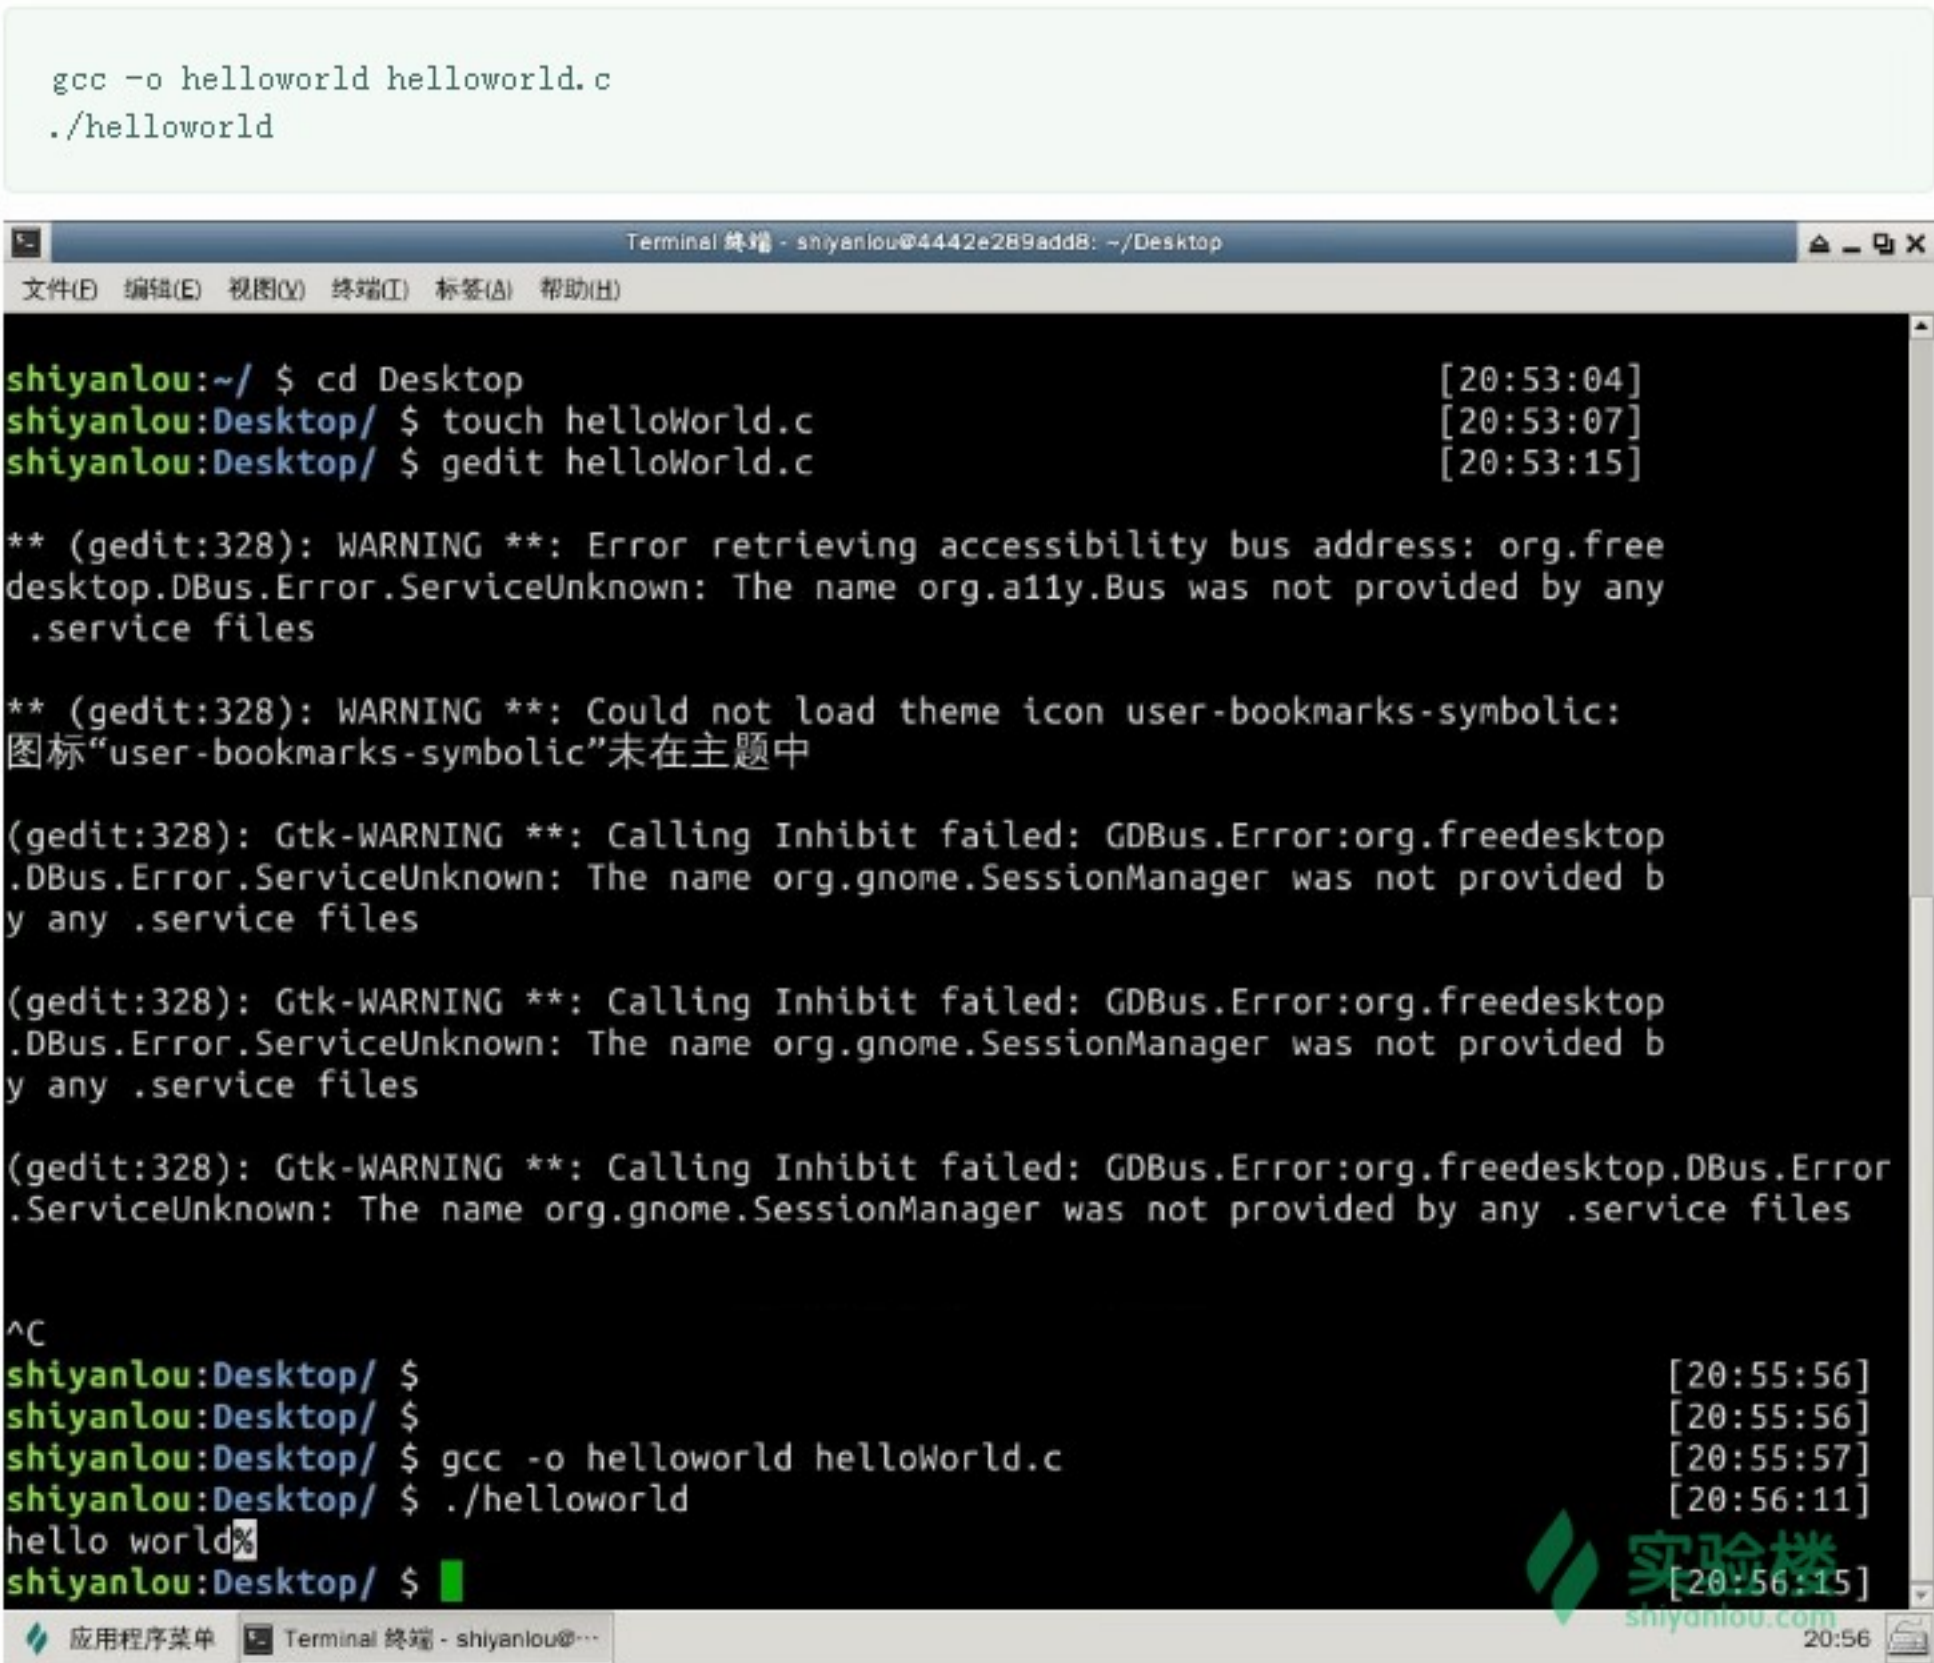 gcc -o helloworld helloworld.c
./helloworld
Terminal 终端 - shiyanlou@4442e289add8: ~/Desktop
文件(F) 编辑(E) 视图(V) 终端(T) 标签(A) 帮助(H)
shiyanlou:~/ $ cd Desktop [20:53:04]
shiyanlou:Desktop/ $ touch helloWorld.c [20:53:07]
shiyanlou:Desktop/ $ gedit helloWorld.c [20:53:15]
** (gedit:328): WARNING **: Error retrieving accessibility bus address: org.free
desktop.DBus.Error.ServiceUnknown: The name org.a11y.Bus was not provided by any
.service files
** (gedit:328): WARNING **: Could not load theme icon user-bookmarks-symbolic:
图标“user-bookmarks-symbolic”未在主题中
(gedit:328): Gtk-WARNING **: Calling Inhibit failed: GDBus.Error:org.freedesktop
.DBus.Error.ServiceUnknown: The name org.gnome.SessionManager was not provided b
y any .service files
(gedit:328): Gtk-WARNING **: Calling Inhibit failed: GDBus.Error:org.freedesktop
.DBus.Error.ServiceUnknown: The name org.gnome.SessionManager was not provided b
y any .service files
(gedit:328): Gtk-WARNING **: Calling Inhibit failed: GDBus.Error:org.freedesktop.DBus.Error
.ServiceUnknown: The name org.gnome.SessionManager was not provided by any .service files
^C
shiyanlou:Desktop/ $ [20:55:56]
shiyanlou:Desktop/ $ [20:55:56]
shiyanlou:Desktop/ $ gcc -o helloworld helloWorld.c [20:55:57]
shiyanlou:Desktop/ $ ./helloworld [20:56:11]
hello world%
shiyanlou:Desktop/ $ [20:56:15]
实验楼
shiyanlou.com
应用程序菜单 Terminal 终端 - shiyanlou@··· 20:56